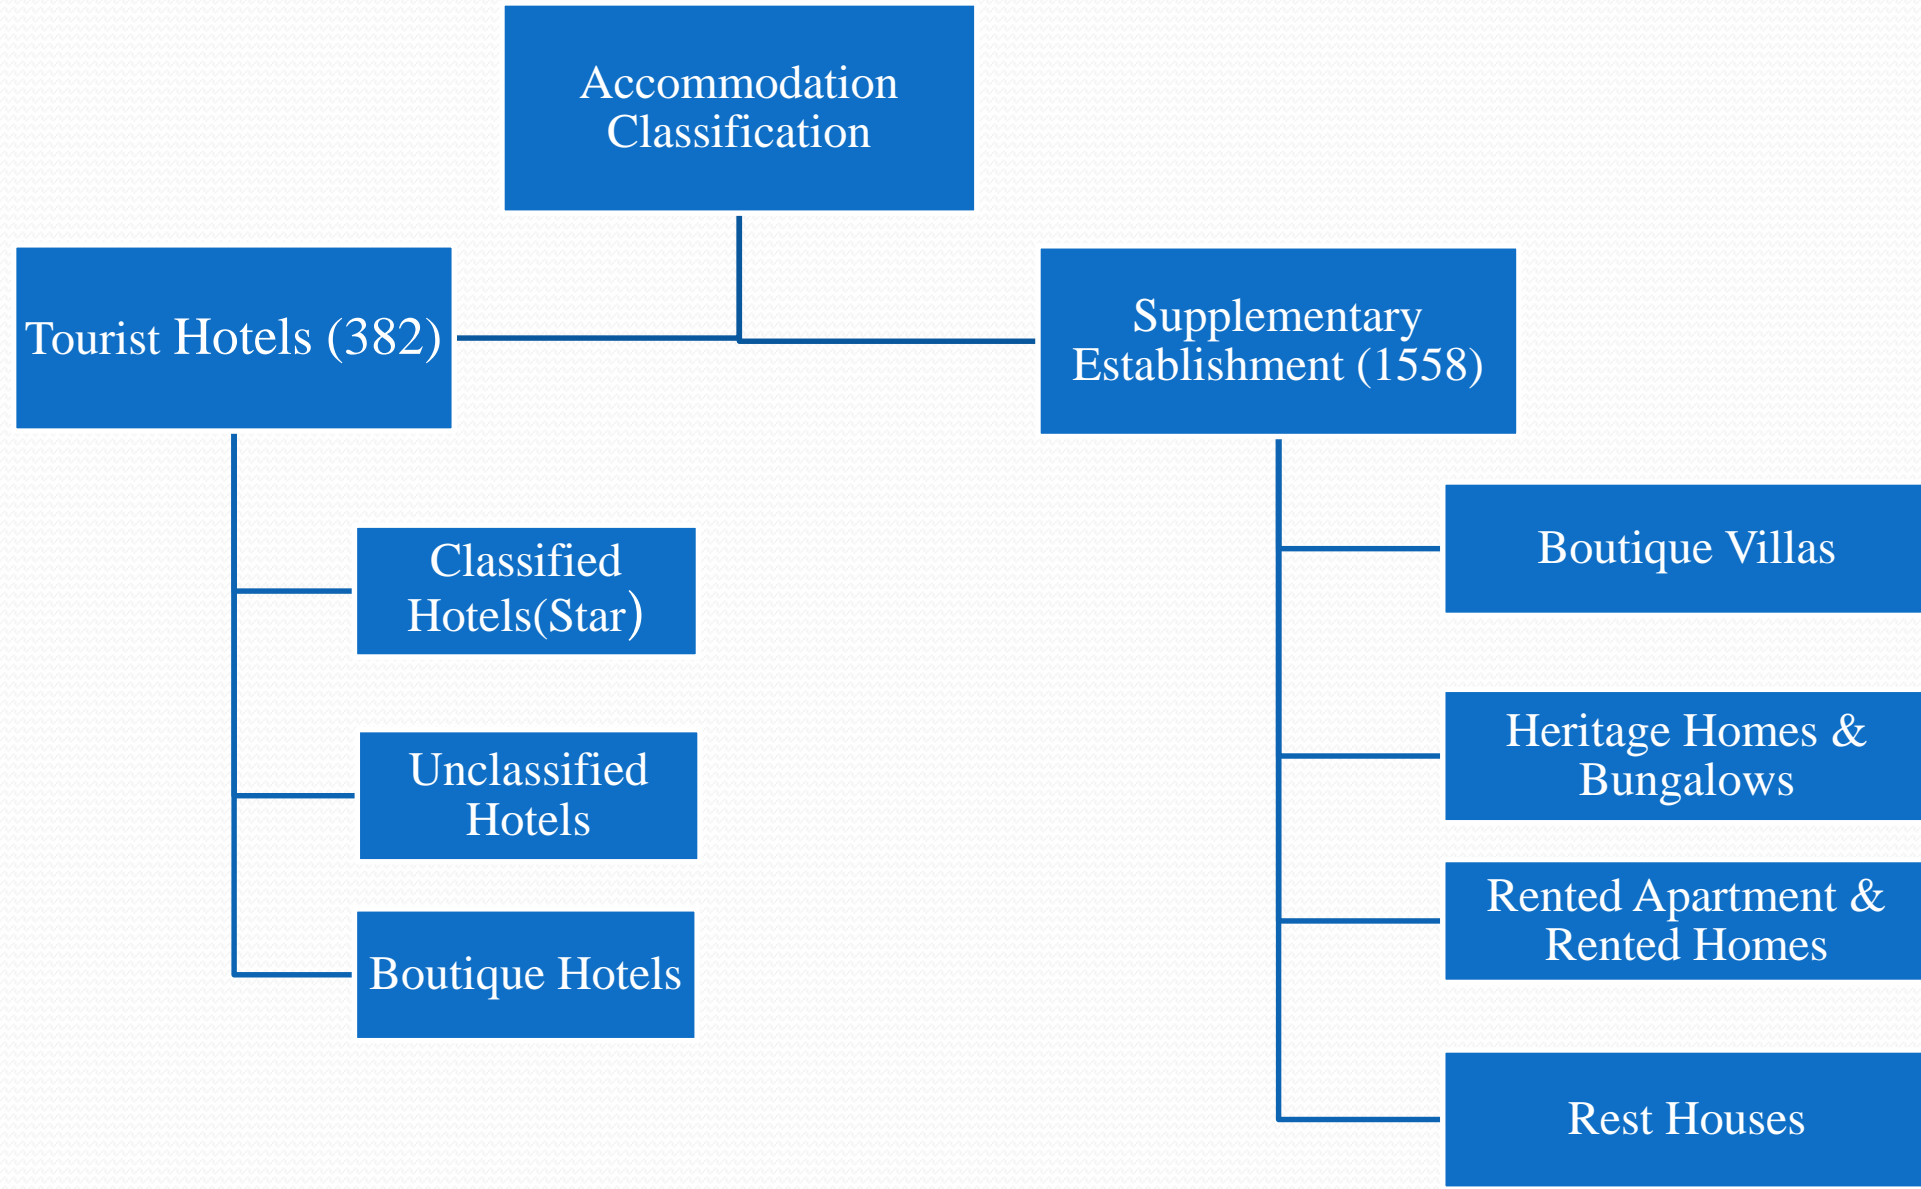 Accommodation
Classification
Tourist Hotels (382)
Supplementary
Establishment (1558)
Classified
Hotels(Star)
Unclassified
Hotels
Boutique Hotels
Boutique Villas
Heritage Homes &
Bungalows
Rented Apartment &
Rented Homes
Rest Houses